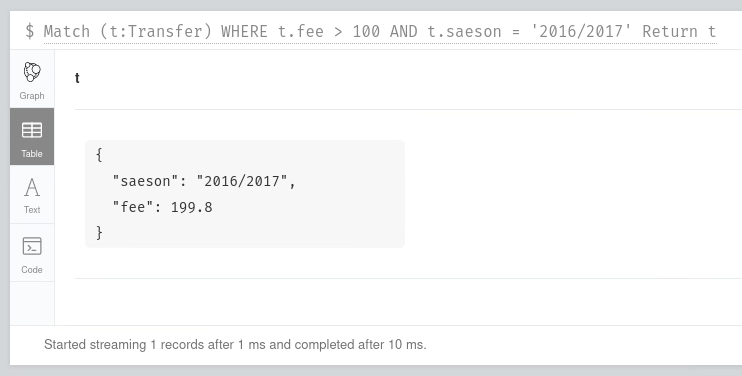 $ Match (t:Transfer) WHERE t.fee > 100 AND t.saeson = '2016/2017' Return t
Graph
Table
Text
Code
t
{
"saeson": "2016/2017",
"fee": 199.8
}
Started streaming 1 records after 1 ms and completed after 10 ms.